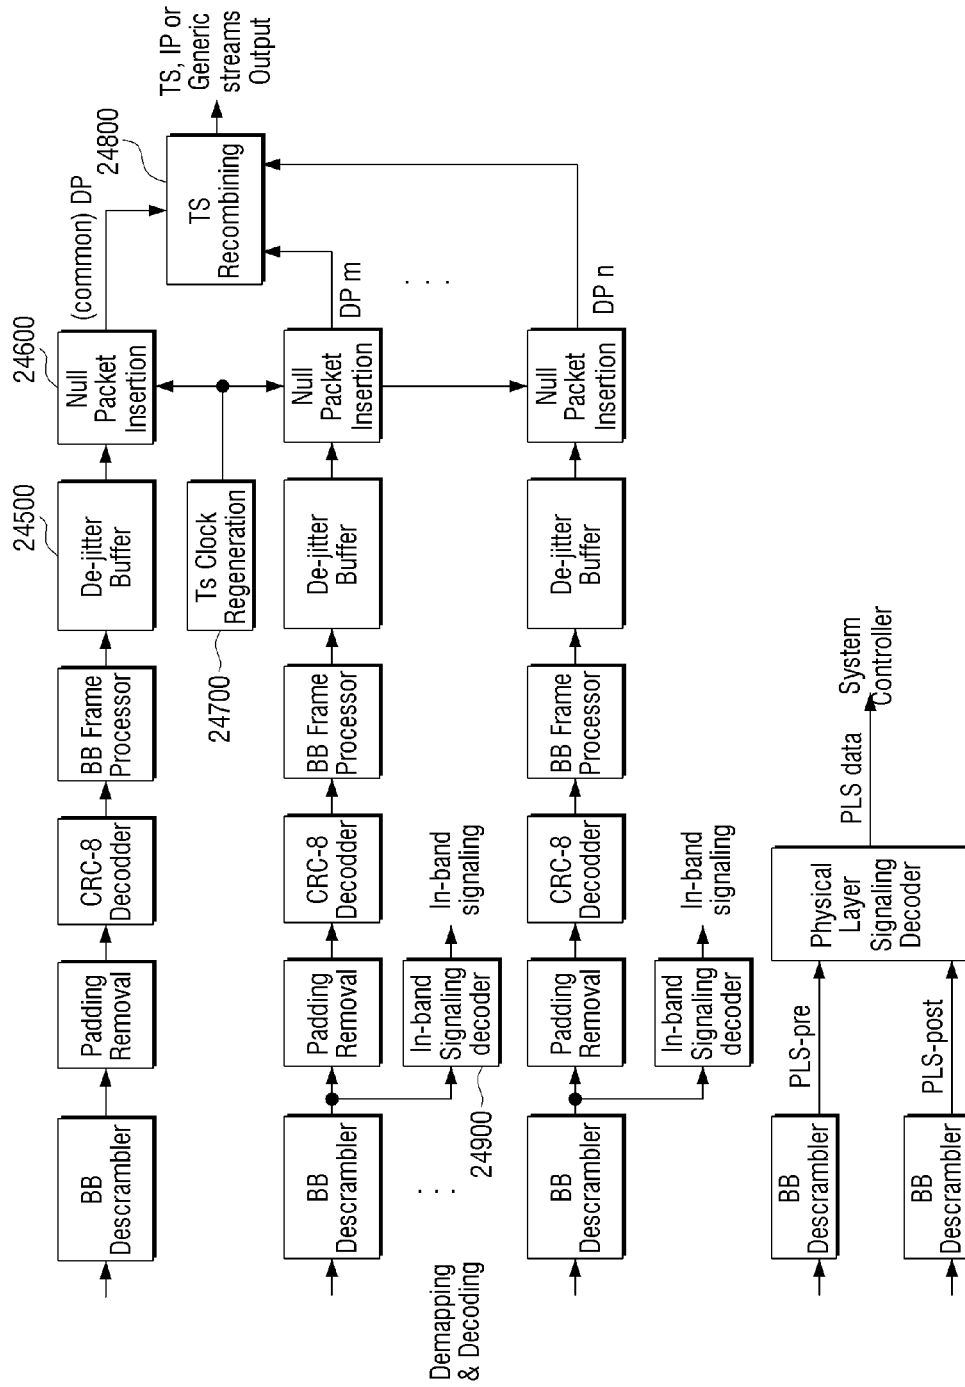 BB
Descrambler
Padding
Removal
CRC-8
Decodder
BB Frame
Processor
24500
De-jitter
Buffer
24600
Null
Packet
Insertion
(common) DP
24800
TS
Recombining
TS, IP or
Generic
streams
Output
24700
Ts Clock
Regeneration
BB
Descrambler
Padding
Removal
CRC-8
Decodder
BB Frame
Processor
De-jitter
Buffer
Null
Packet
Insertion
DP m
24900
In-band
Signaling
decoder
In-band
signaling
. . .
. . .
Demapping
& Decoding
BB
Descrambler
Padding
Removal
CRC-8
Decodder
BB Frame
Processor
De-jitter
Buffer
Null
Packet
Insertion
DP n
In-band
Signaling
decoder
In-band
signaling
BB
Descrambler
PLS-pre
Physical
Layer
Signaling
Decoder
PLS data
System
Controller
BB
Descrambler
PLS-post